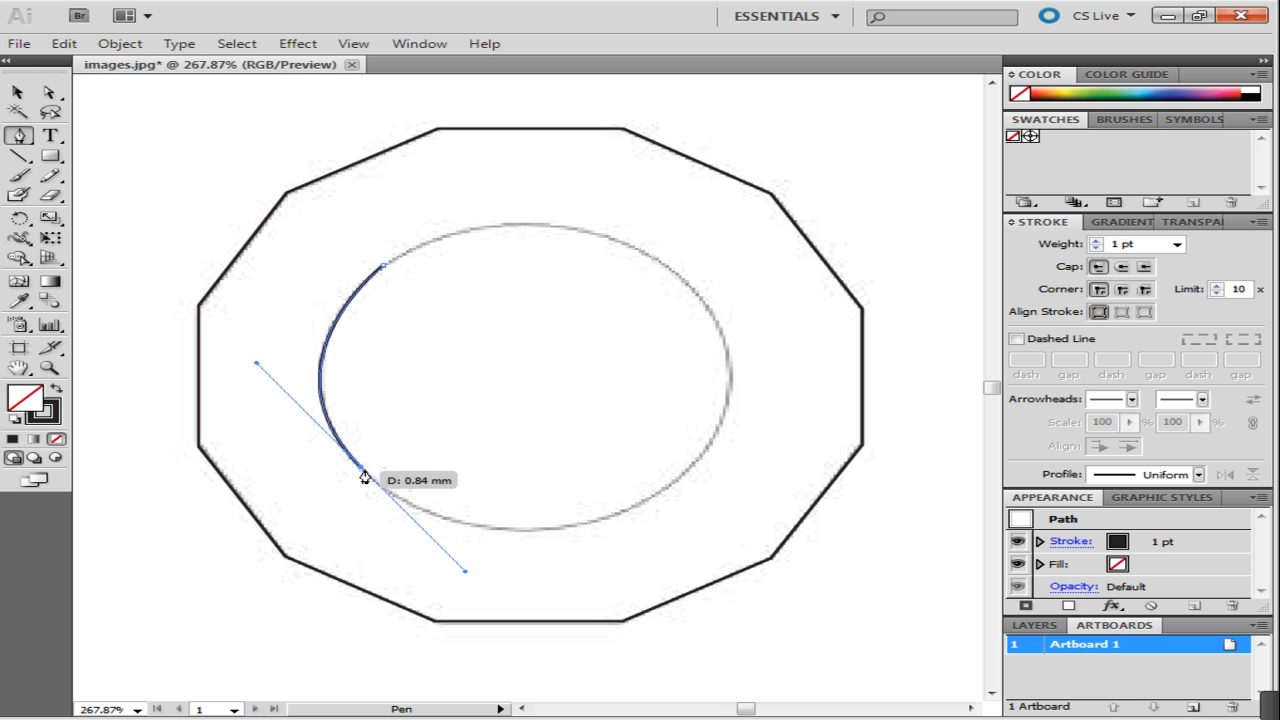 Ai Br ESSENTIALS CS Live
File Edit Object Type Select Effect View Window Help
images.jpg* @ 267.87% (RGB/Preview)
COLOR COLOR GUIDE
SWATCHES BRUSHES SYMBOLS
STROKE GRADIENT TRANSPA
Weight: 1 pt
Cap:
Corner: Limit: 10 x
Align Stroke:
Dashed Line
dash gap dash gap dash gap
Arrowheads:
Scale: 100 % 100 %
Align:
Profile: Uniform
D: 0.84 mm
APPEARANCE GRAPHIC STYLES
Path
Stroke: 1 pt
Fill:
Opacity: Default
fx
LAYERS ARTBOARDS
1 Artboard 1
1 Artboard
267.87% 1 Pen